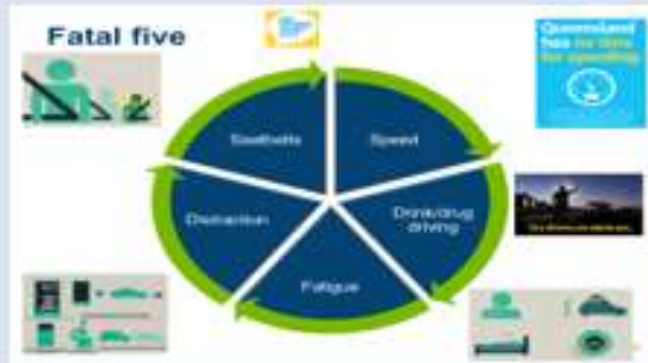 Fatal five
Queensland
has no time
for speeding
Seatbelts
Speed
Distraction
Drink/drug
driving
Fatigue